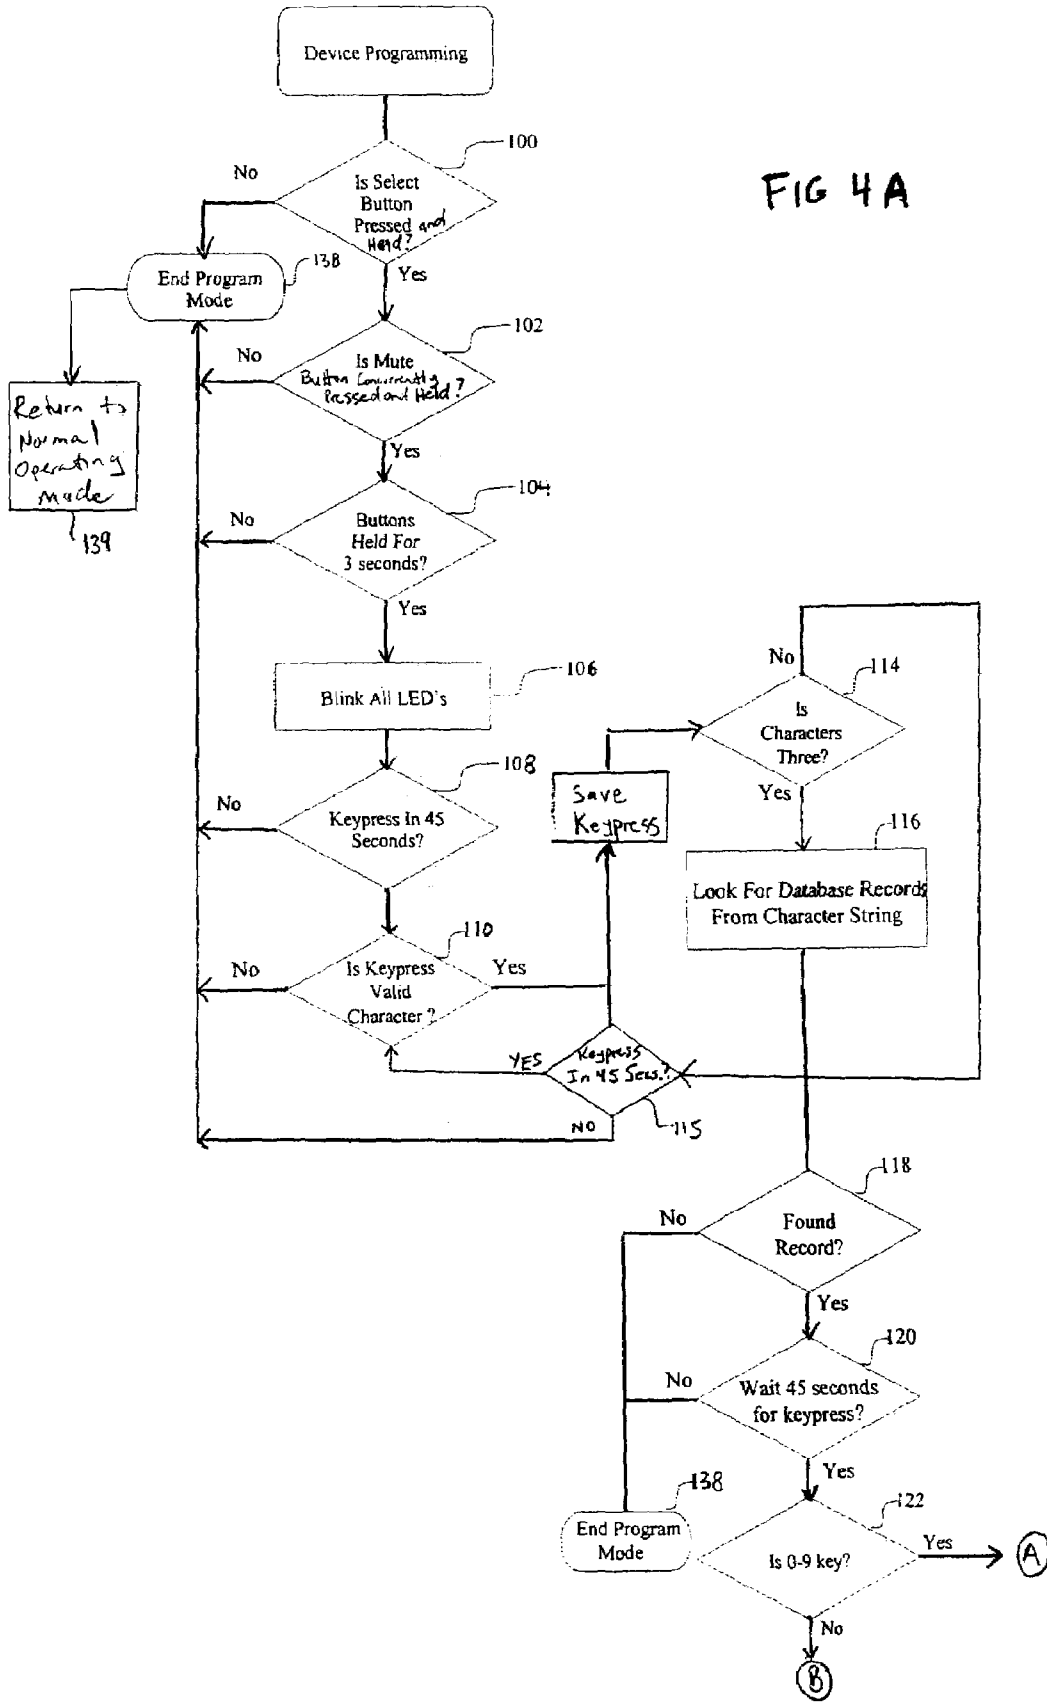 Device Programming
100
No
Is Select
Button
Pressed and
Held?
FIG 4A
138
End Program
Mode
Yes
102
No
Is Mute
Button Concurrently
Pressed and Held?
Return to
Normal
Operating
Mode
139
Yes
104
No
Buttons
Held For
3 seconds?
Yes
106
Blink All LED's
No
114
Is
Characters
Three?
108
No
Keypress In 45
Seconds?
Save
Keypress
Yes
116
Look For Database Records
From Character String
110
No
Is Keypress
Valid
Character ?
Yes
YES
Keypress
In 45 Secs.?
115
NO
118
No
Found
Record?
Yes
120
No
Wait 45 seconds
for keypress?
Yes
138
End Program
Mode
122
Is 0-9 key?
Yes
A
No
B